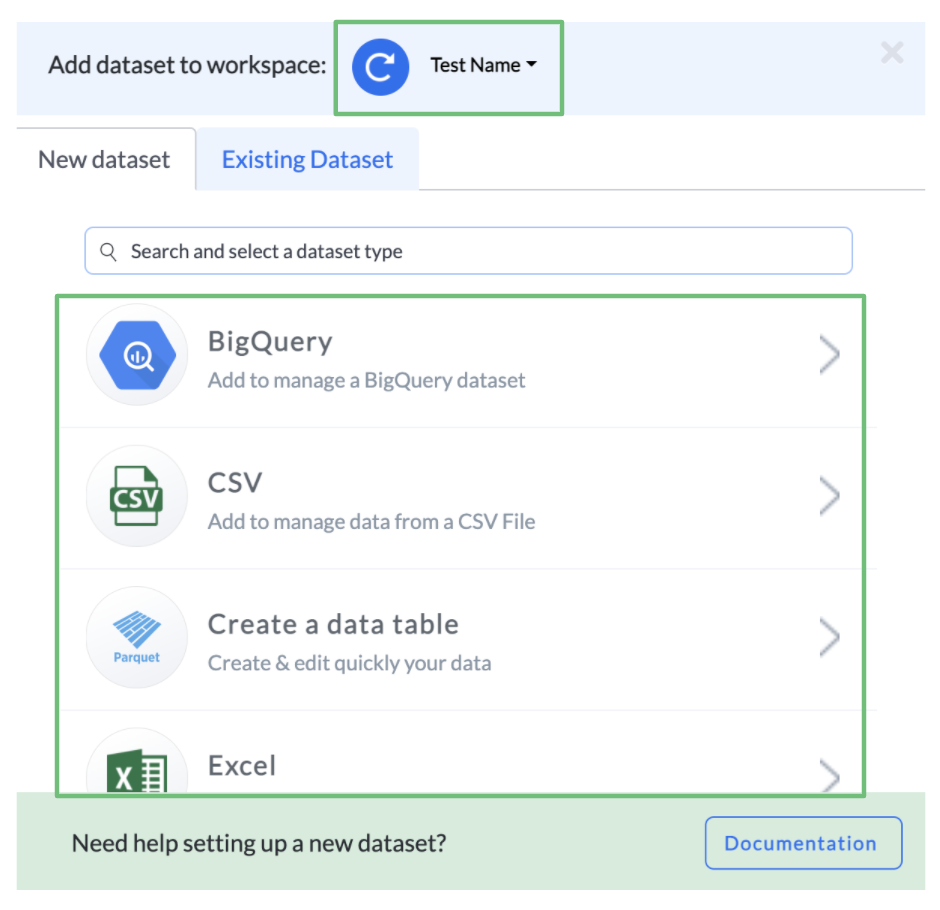 Add dataset to workspace: Test Name
New dataset Existing Dataset
Search and select a dataset type
BigQuery
Add to manage a BigQuery dataset
CSV
CSV
Add to manage data from a CSV File
Create a data table
Parquet
Create & edit quickly your data
X
Excel
Need help setting up a new dataset? Documentation